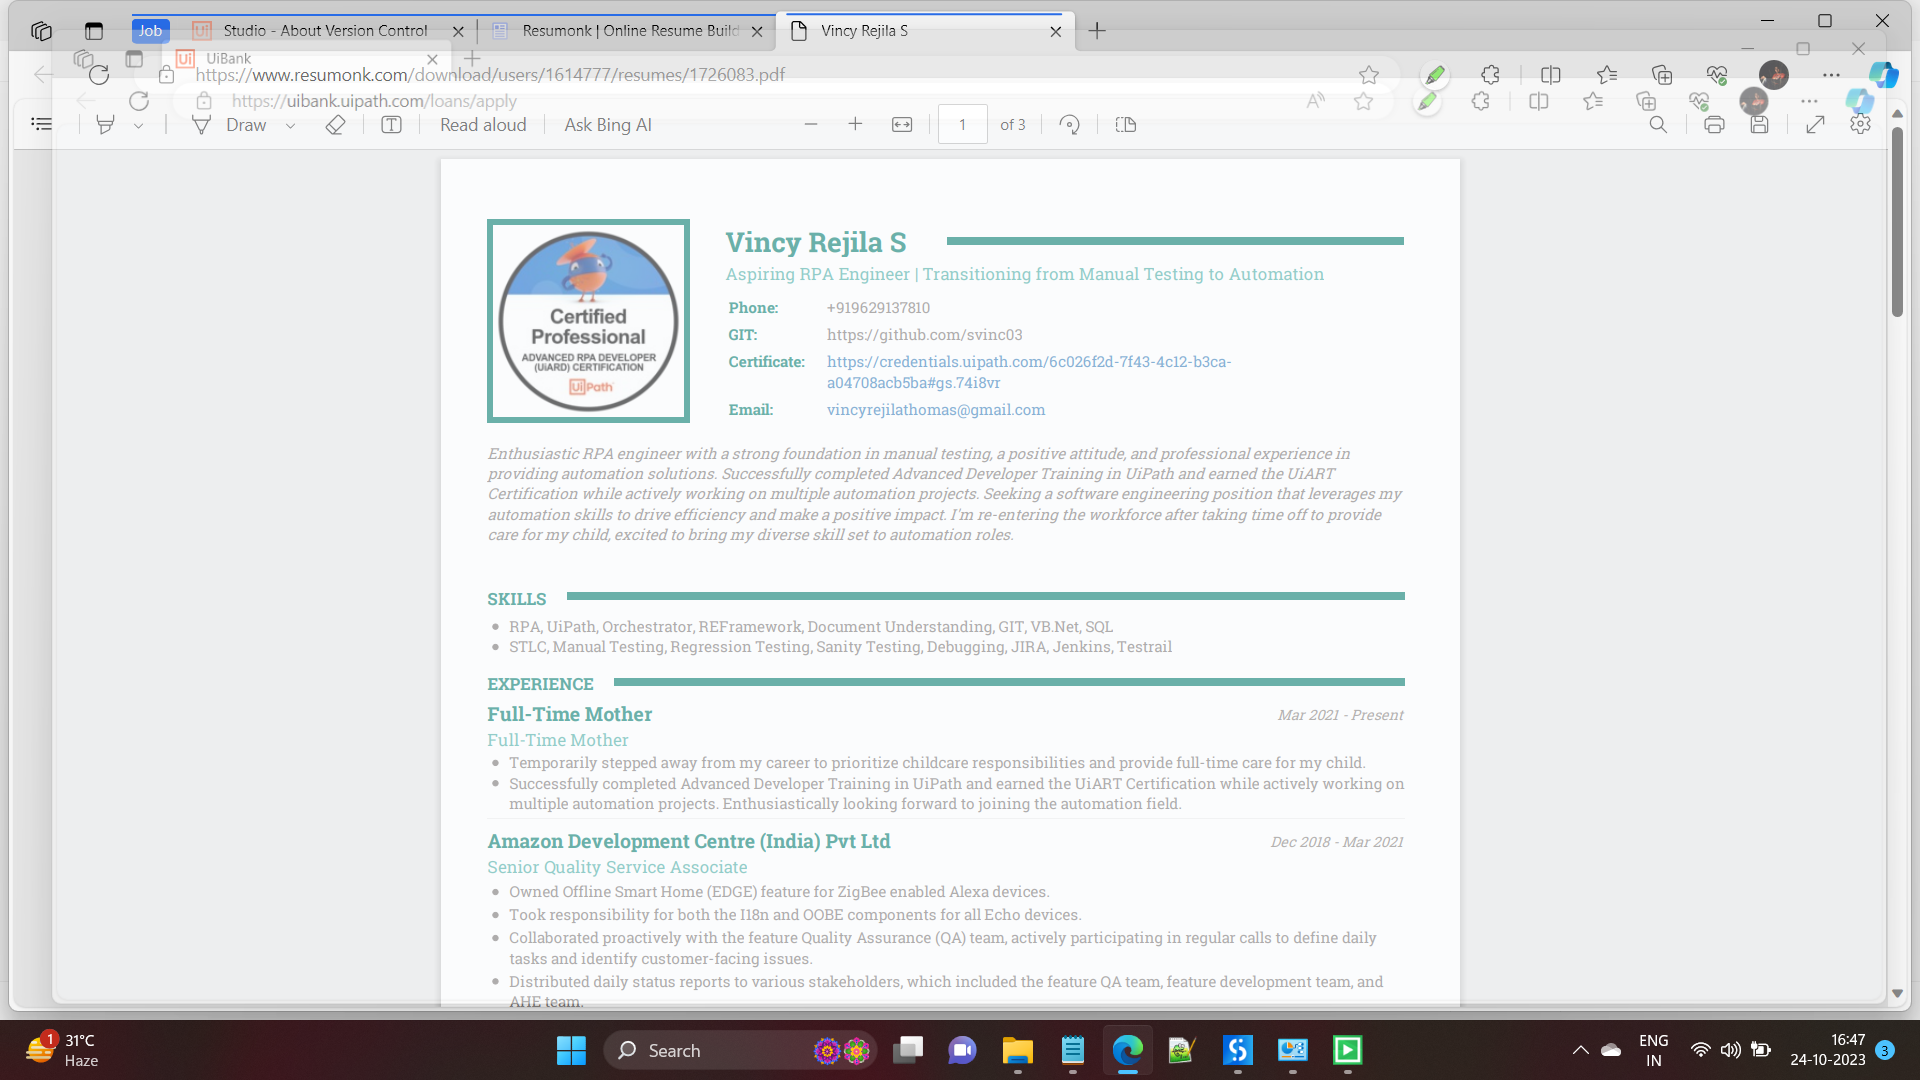 Job
Studio - About Version Control
Resumonk | Online Resume Build
Vincy Rejila S
UiBank
https://www.resumonk.com/download/users/1614777/resumes/1726083.pdf
https://uibank.uipath.com/loans/apply
Draw
Read aloud
Ask Bing AI
1
of 3
Certified
Professional
ADVANCED RPA DEVELOPER
(UiARD) CERTIFICATION
UiPath
Vincy Rejila S
Aspiring RPA Engineer | Transitioning from Manual Testing to Automation
Phone: +919629137810
GIT: https://github.com/svinc03
Certificate: https://credentials.uipath.com/6c026f2d-7f43-4c12-b3ca-
a04708acb5ba#gs.74i8vr
Email: vincyrejilathomas@gmail.com
Enthusiastic RPA engineer with a strong foundation in manual testing, a positive attitude, and professional experience in
providing automation solutions. Successfully completed Advanced Developer Training in UiPath and earned the UiART
Certification while actively working on multiple automation projects. Seeking a software engineering position that leverages my
automation skills to drive efficiency and make a positive impact. I'm re-entering the workforce after taking time off to provide
care for my child, excited to bring my diverse skill set to automation roles.
SKILLS
RPA, UiPath, Orchestrator, REFramework, Document Understanding, GIT, VB.Net, SQL
STLC, Manual Testing, Regression Testing, Sanity Testing, Debugging, JIRA, Jenkins, Testrail
EXPERIENCE
Full-Time Mother
Mar 2021 - Present
Full-Time Mother
Temporarily stepped away from my career to prioritize childcare responsibilities and provide full-time care for my child.
Successfully completed Advanced Developer Training in UiPath and earned the UiART Certification while actively working on
multiple automation projects. Enthusiastically looking forward to joining the automation field.
Amazon Development Centre (India) Pvt Ltd
Dec 2018 - Mar 2021
Senior Quality Service Associate
Owned Offline Smart Home (EDGE) feature for ZigBee enabled Alexa devices.
Took responsibility for both the I18n and OOBE components for all Echo devices.
Collaborated proactively with the feature Quality Assurance (QA) team, actively participating in regular calls to define daily
tasks and identify customer-facing issues.
Distributed daily status reports to various stakeholders, which included the feature QA team, feature development team, and
AHE team.
1
31°C
Haze
Search
ENG
IN
16:47
24-10-2023
3